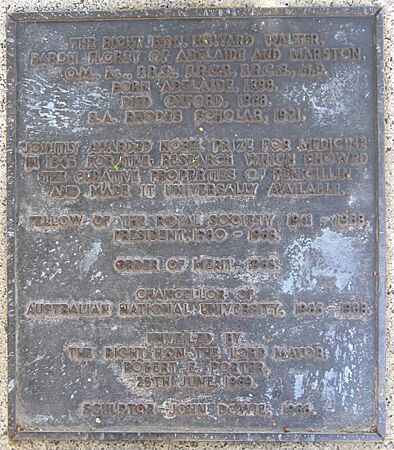 THE RIGHT HON. HOWARD WALTER,
BARON FLOREY OF ADELAIDE AND MARSTON,
O.M., M.D.
BORN ADELAIDE, 1898.
DIED OXFORD, 1968.
S.A. RHODES SCHOLAR, 1921.
JOINTLY AWARDED NOBEL PRIZE FOR MEDICINE
IN 1945 FOR THE RESEARCH WHICH SHOWED
THE CURATIVE PROPERTIES OF PENICILLIN
AND MADE IT UNIVERSALLY AVAILABLE.
FELLOW OF THE ROYAL SOCIETY
PRESIDENT, 1960 - 1965.
ORDER OF MERIT, 1965.
CHANCELLOR OF
AUSTRALIAN NATIONAL UNIVERSITY, 1965 - 1968.
UNVEILED BY
THE RIGHT HON. THE LORD MAYOR,
ROBERT E. PORTER,
25TH JUNE, 1969.
SCULPTOR JOHN DOWIE,